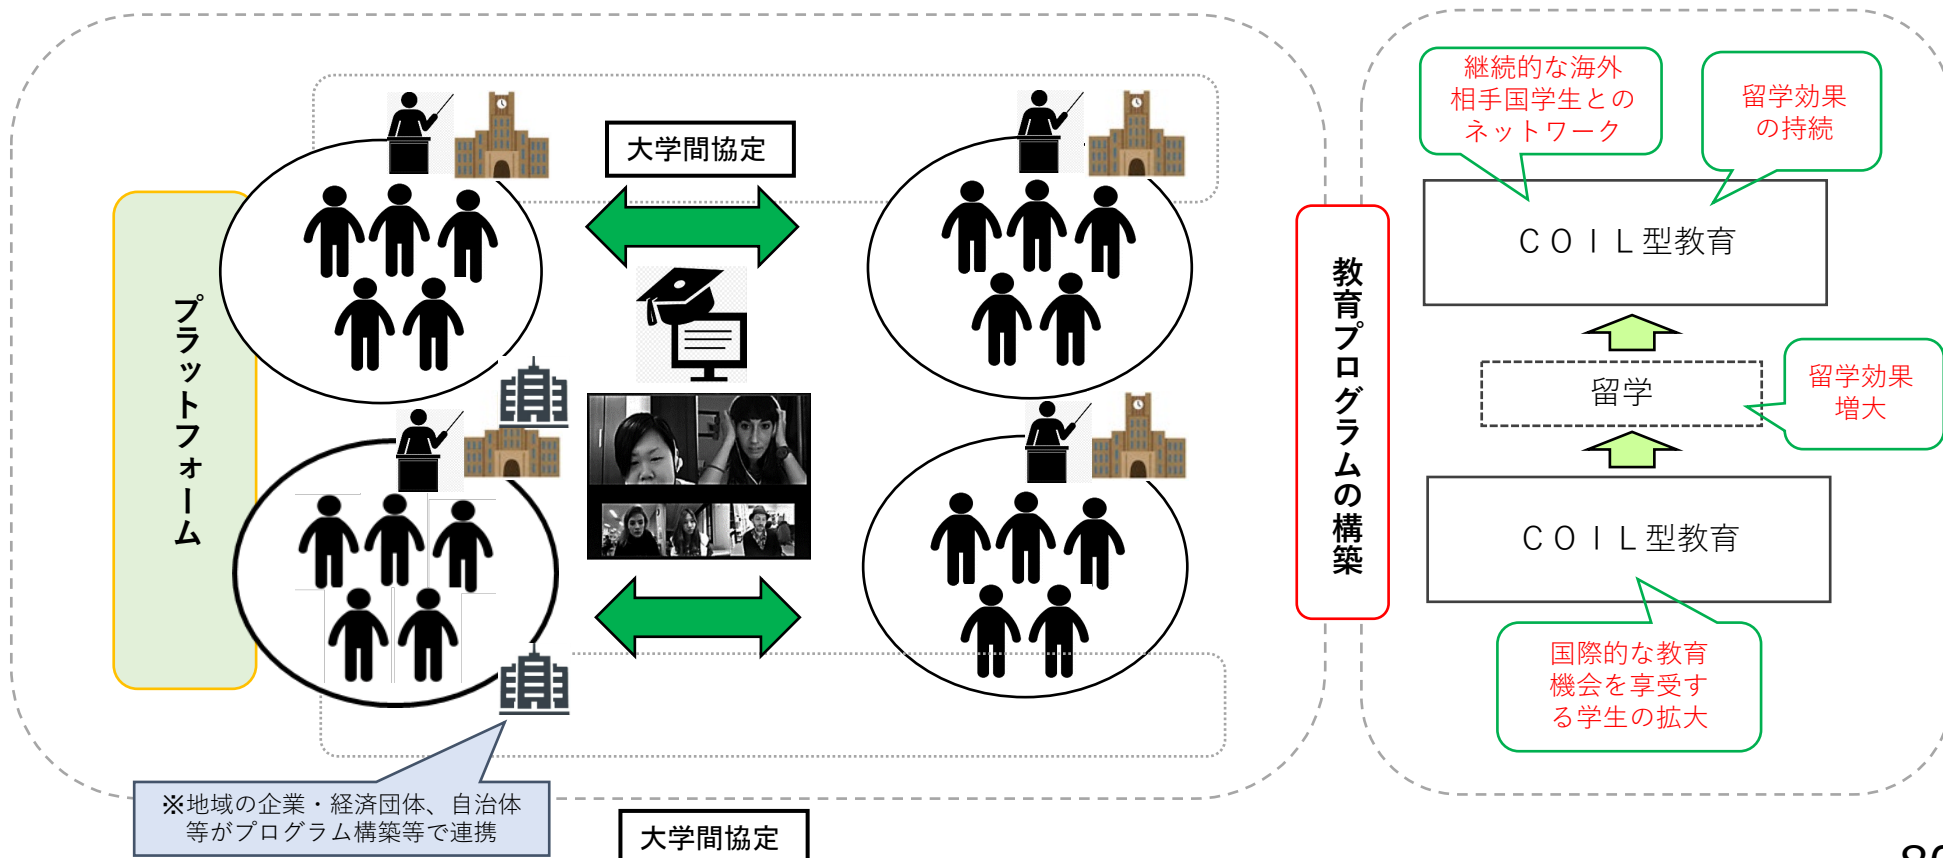 大学間協定
プラットフォーム
※地域の企業・経済団体、自治体
等がプログラム構築等で連携
大学間協定
教育プログラムの構築
継続的な海外
相手国学生との
ネットワーク
留学効果
の持続
ＣＯＩＬ型教育
留学
留学効果
増大
ＣＯＩＬ型教育
国際的な教育
機会を享受す
る学生の拡大